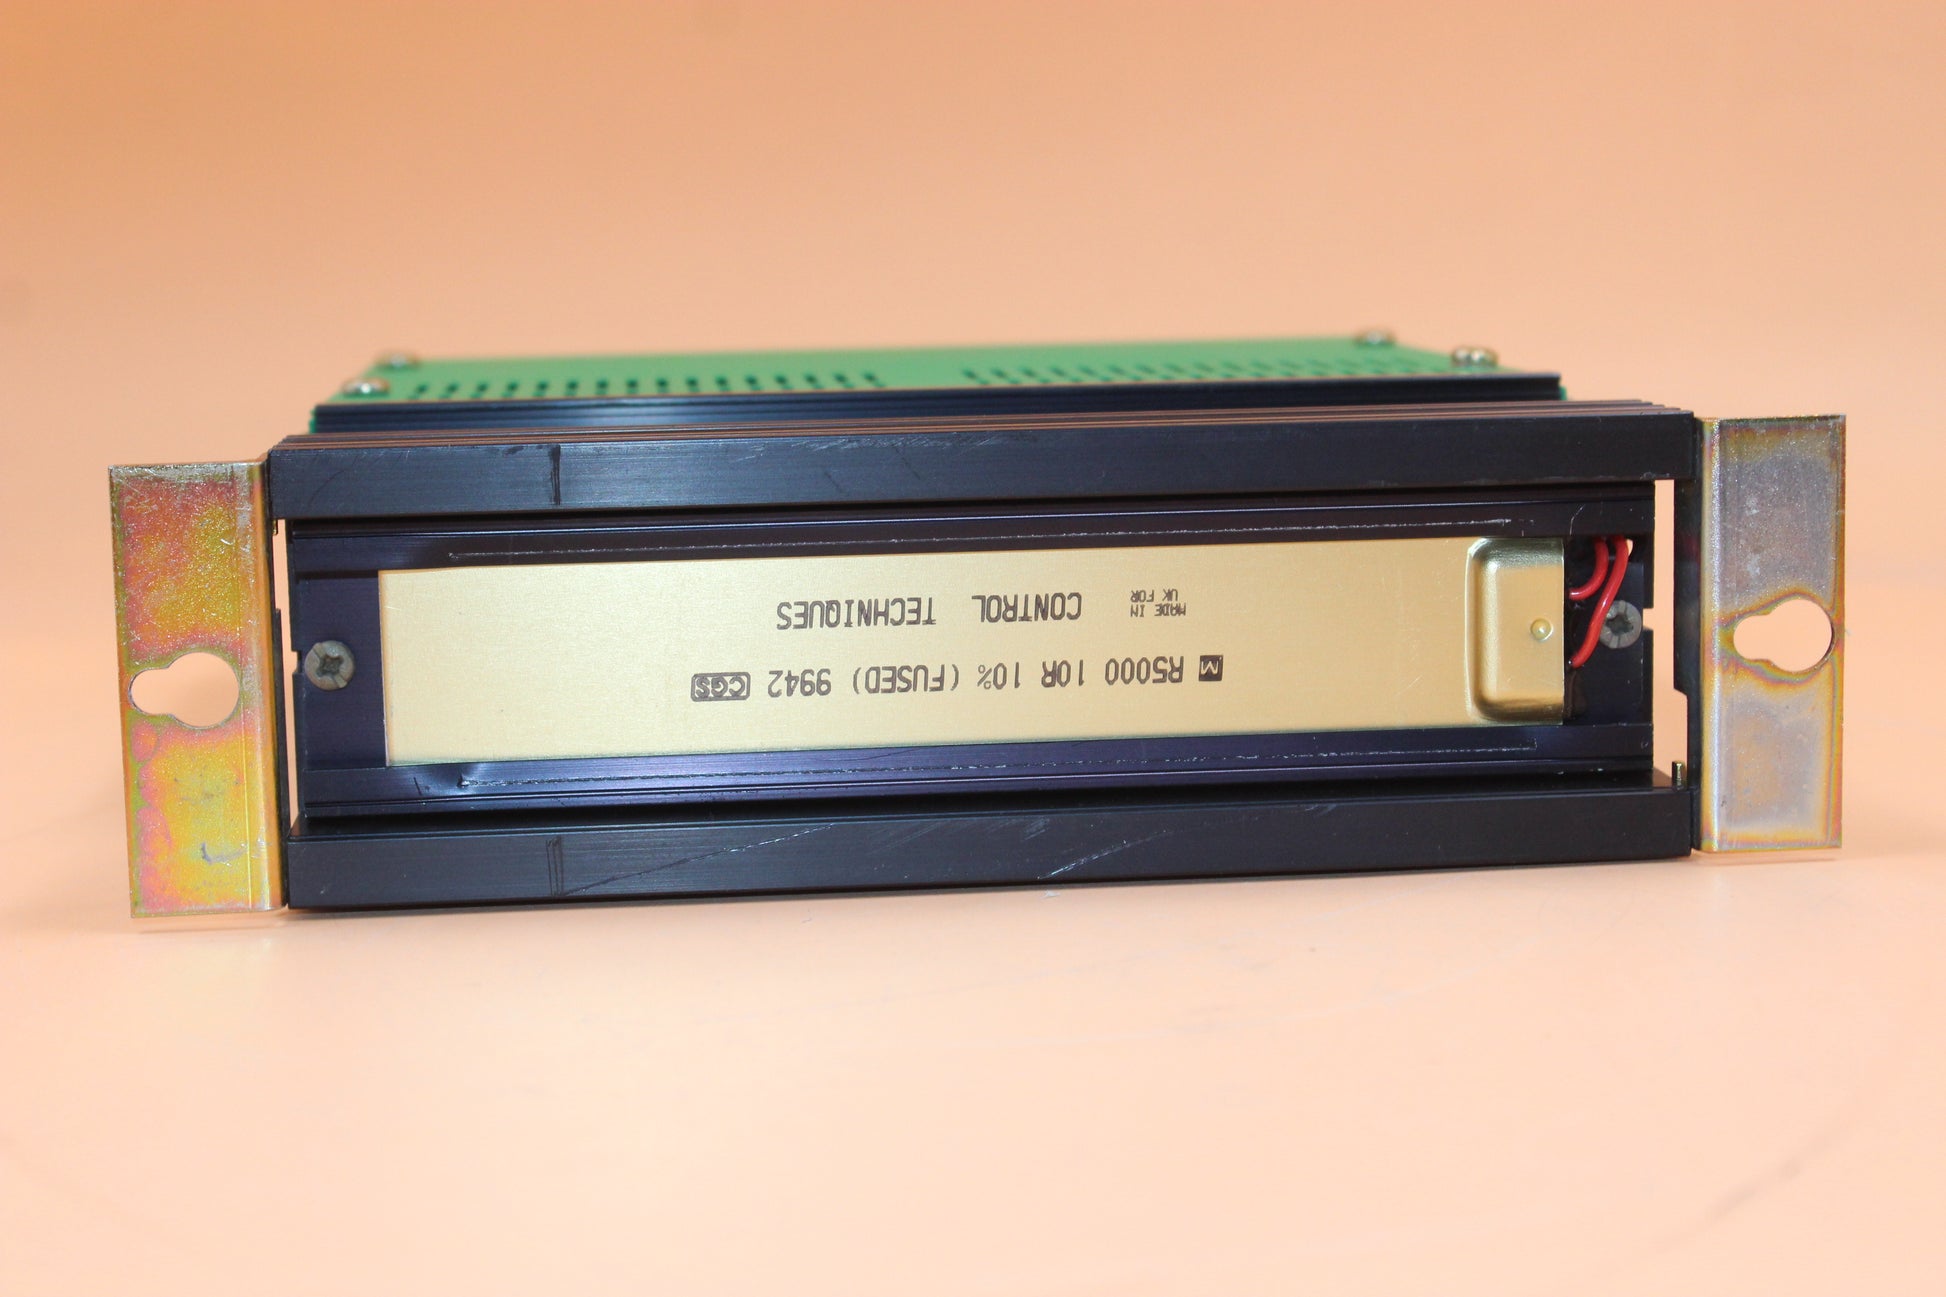 M R5000 10R 10% (FUSED) 9942 CGS
MADE IN
UK FOR
CONTROL TECHNIQUES